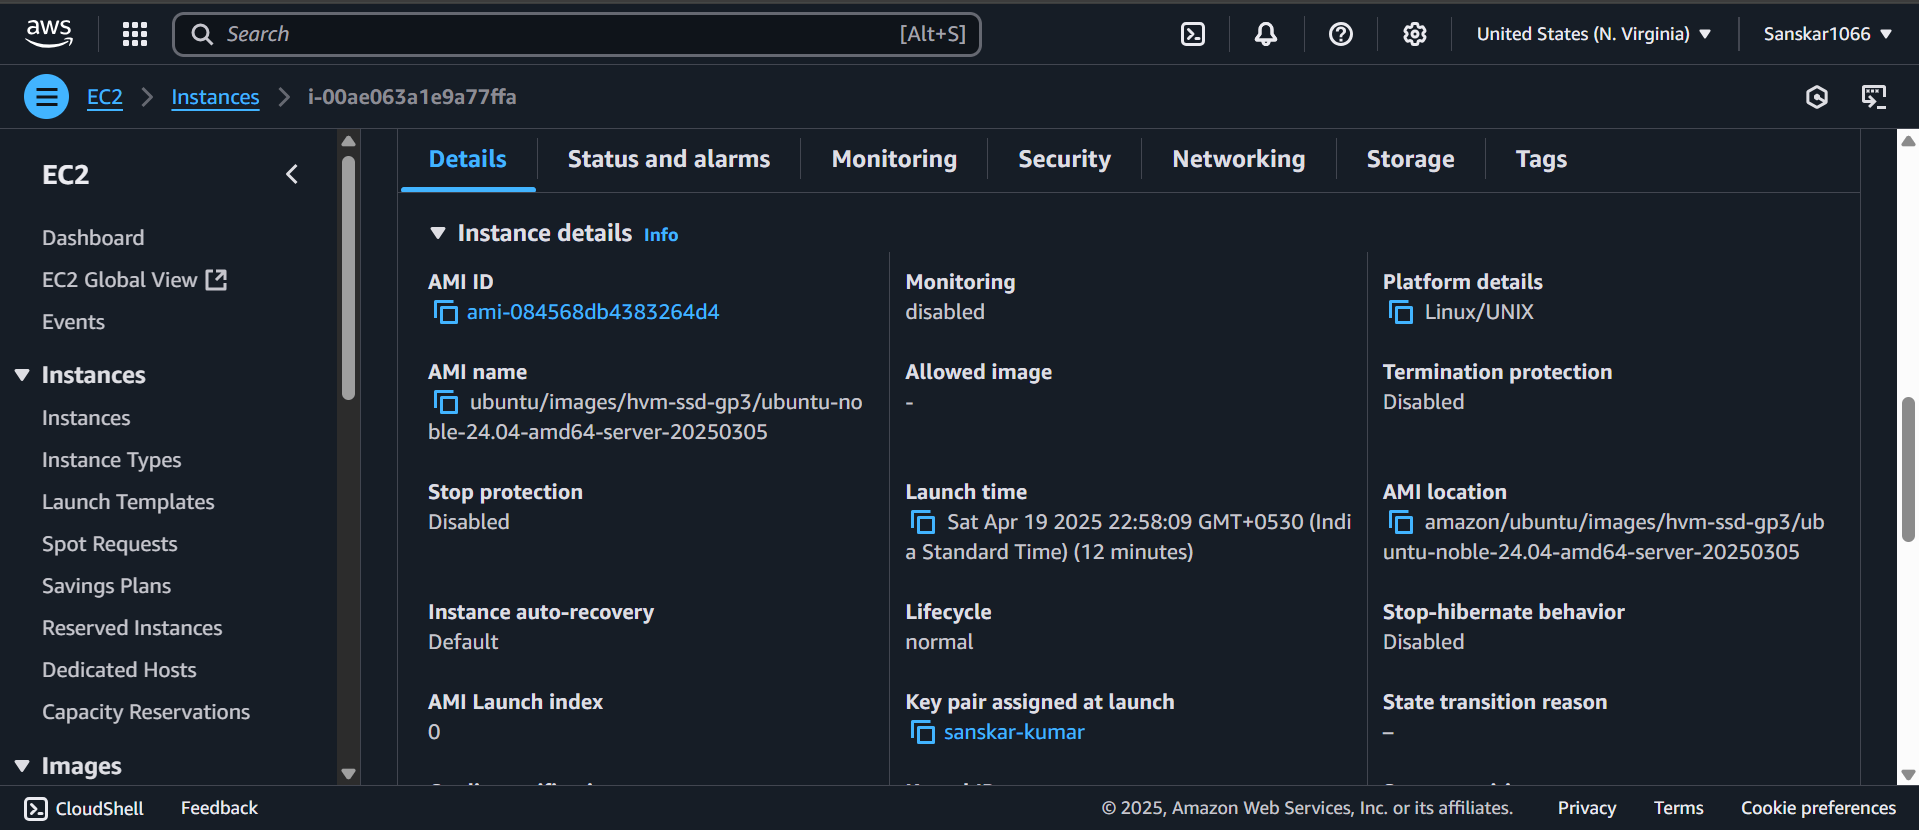 aws
Search [Alt+S]
United States (N. Virginia)
Sanskar1066
EC2
Instances
i-00ae063a1e9a77ffa
EC2
Dashboard
EC2 Global View
Events
Instances
Instances
Instance Types
Launch Templates
Spot Requests
Savings Plans
Reserved Instances
Dedicated Hosts
Capacity Reservations
Images
Details
Status and alarms
Monitoring
Security
Networking
Storage
Tags
Instance details Info
AMI ID
ami-084568db4383264d4
Monitoring
disabled
Platform details
Linux/UNIX
AMI name
ubuntu/images/hvm-ssd-gp3/ubuntu-no
ble-24.04-amd64-server-20250305
Allowed image
-
Termination protection
Disabled
Stop protection
Disabled
Launch time
Sat Apr 19 2025 22:58:09 GMT+0530 (Indi
a Standard Time) (12 minutes)
AMI location
amazon/ubuntu/images/hvm-ssd-gp3/ub
untu-noble-24.04-amd64-server-20250305
Instance auto-recovery
Default
Lifecycle
normal
Stop-hibernate behavior
Disabled
AMI Launch index
0
Key pair assigned at launch
sanskar-kumar
State transition reason
–
CloudShell
Feedback
© 2025, Amazon Web Services, Inc. or its affiliates.
Privacy
Terms
Cookie preferences